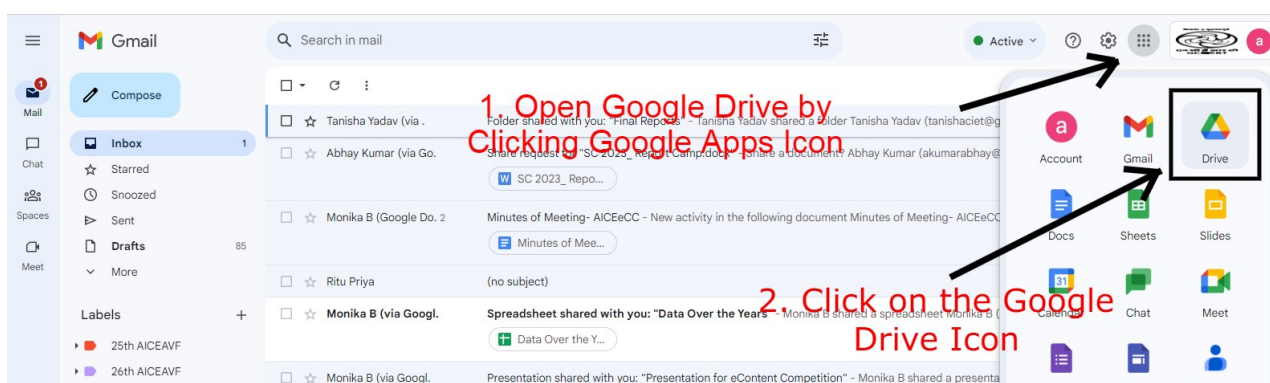 Gmail
Search in mail
Active
a
1
Mail
Compose
Chat
Spaces
Meet
Inbox 1
Starred
Snoozed
Sent
Drafts 85
More
Labels +
25th AICEAVF
26th AICEAVF
1. Open Google Drive by
Clicking Google Apps Icon
Tanisha Yadav (via . Folder shared with you: "Final Reports" - Tanisha Yadav shared a folder Tanisha Yadav (tanishaciet@g
Abhay Kumar (via Go. Share request for "SC 2023_ Report Camp.docx" - Share a document? Abhay Kumar (akumarabhay@
W SC 2023_ Repo...
Monika B (Google Do. 2 Minutes of Meeting- AICEeCC - New activity in the following document Minutes of Meeting- AICEeCC
Minutes of Mee...
Ritu Priya (no subject)
Monika B (via Googl. Spreadsheet shared with you: "Data Over the Years" - Monika B shared a spreadsheet Monika B (
Data Over the Y...
Monika B (via Googl. Presentation shared with you: "Presentation for eContent Competition" - Monika B shared a presenta
2. Click on the Google
Drive Icon
a
Account Gmail Drive
Docs Sheets Slides
31
Calendar Chat Meet